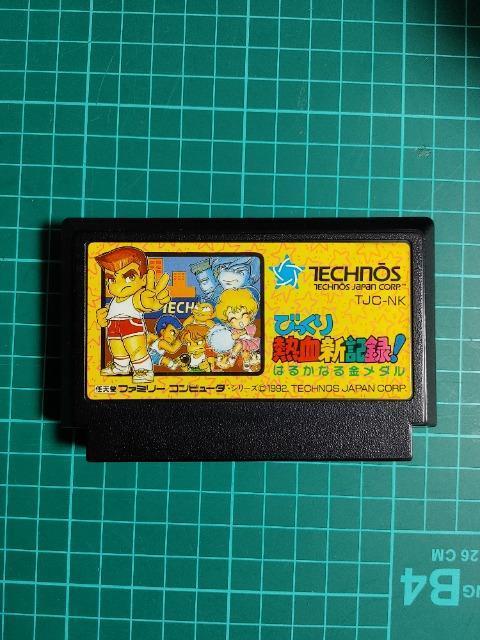 TECHNŌS
TECHNŌS JAPAN CORP.™
TJC-NK
びっくり
熱血新記録!
はるかなる金メダル
TECH
任天堂 ファミリー コンピュータ・シリーズ ©1992, TECHNOS JAPAN CORP.
26 CM
B4